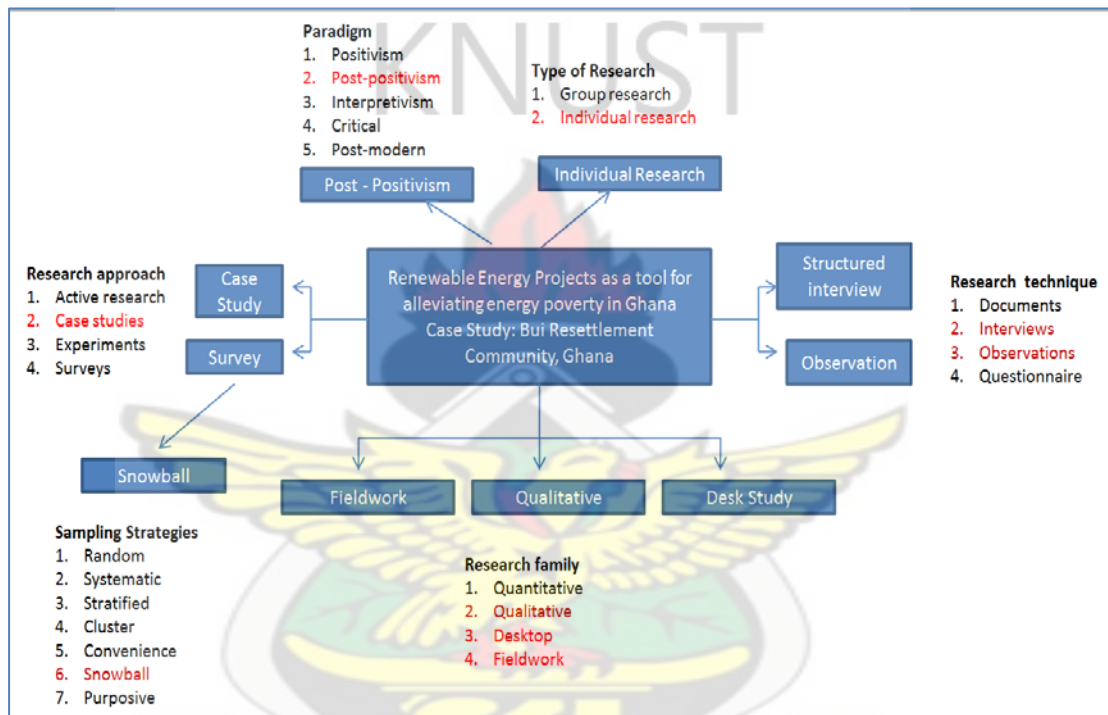 KNUST
Paradigm
1. Positivism
2. Post-positivism
3. Interpretivism
4. Critical
5. Post-modern
Type of Research
1. Group research
2. Individual research
Post - Positivism
Individual Research
Research approach
1. Active research
2. Case studies
3. Experiments
4. Surveys
Case
Study
Survey
Renewable Energy Projects as a tool for
alleviating energy poverty in Ghana
Case Study: Bui Resettlement
Community, Ghana
Structured
interview
Observation
Research technique
1. Documents
2. Interviews
3. Observations
4. Questionnaire
Snowball
Fieldwork
Qualitative
Desk Study
Sampling Strategies
1. Random
2. Systematic
3. Stratified
4. Cluster
5. Convenience
6. Snowball
7. Purposive
Research family
1. Quantitative
2. Qualitative
3. Desktop
4. Fieldwork